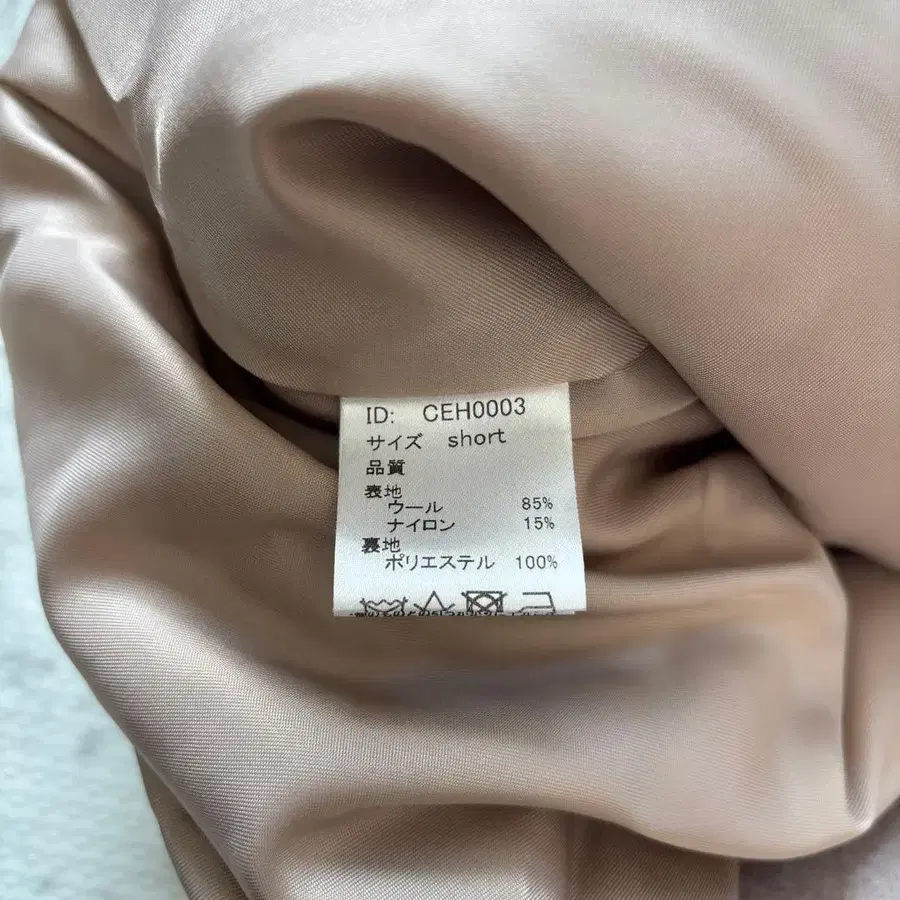 ID: CEH0003
サイズ short
品質
表地
ウール 85%
ナイロン 15%
裏地
ポリエステル 100%